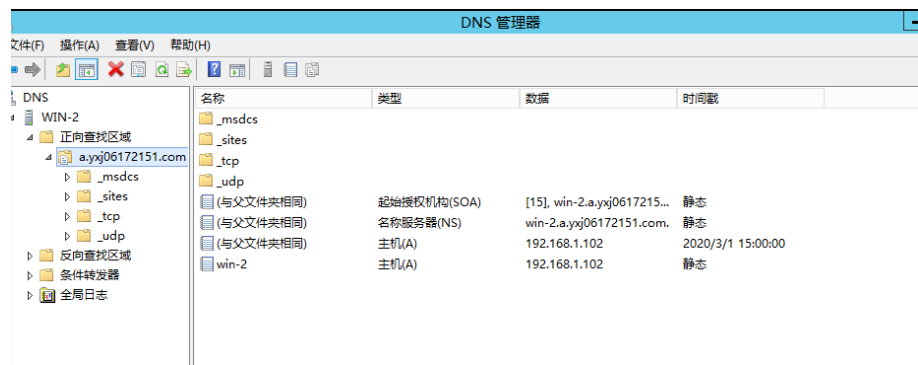 DNS 管理器
文件(F) 操作(A) 查看(V) 帮助(H)
DNS
WIN-2
正向查找区域
a.yxj06172151.com
_msdcs
_sites
_tcp
_udp
反向查找区域
条件转发器
全局日志
名称 类型 数据 时间戳
_msdcs
_sites
_tcp
_udp
(与父文件夹相同) 起始授权机构(SOA) [15], win-2.a.yxj0617215... 静态
(与父文件夹相同) 名称服务器(NS) win-2.a.yxj06172151.com. 静态
(与父文件夹相同) 主机(A) 192.168.1.102 2020/3/1 15:00:00
win-2 主机(A) 192.168.1.102 静态